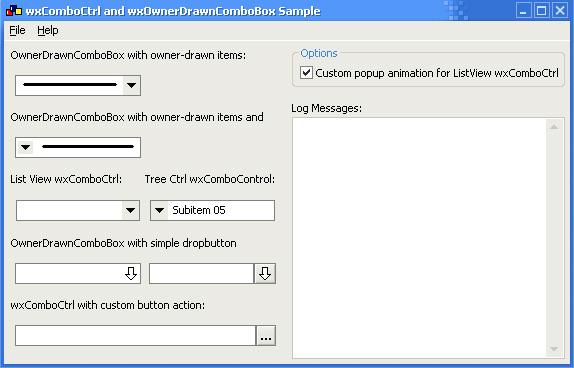 wxComboCtrl and wxOwnerDrawnComboBox Sample
File Help
OwnerDrawnComboBox with owner-drawn items:
OwnerDrawnComboBox with owner-drawn items and
List View wxComboCtrl:
Tree Ctrl wxComboControl:
Subitem 05
OwnerDrawnComboBox with simple dropbutton
wxComboCtrl with custom button action:
...
Options
Custom popup animation for ListView wxComboCtrl
Log Messages: